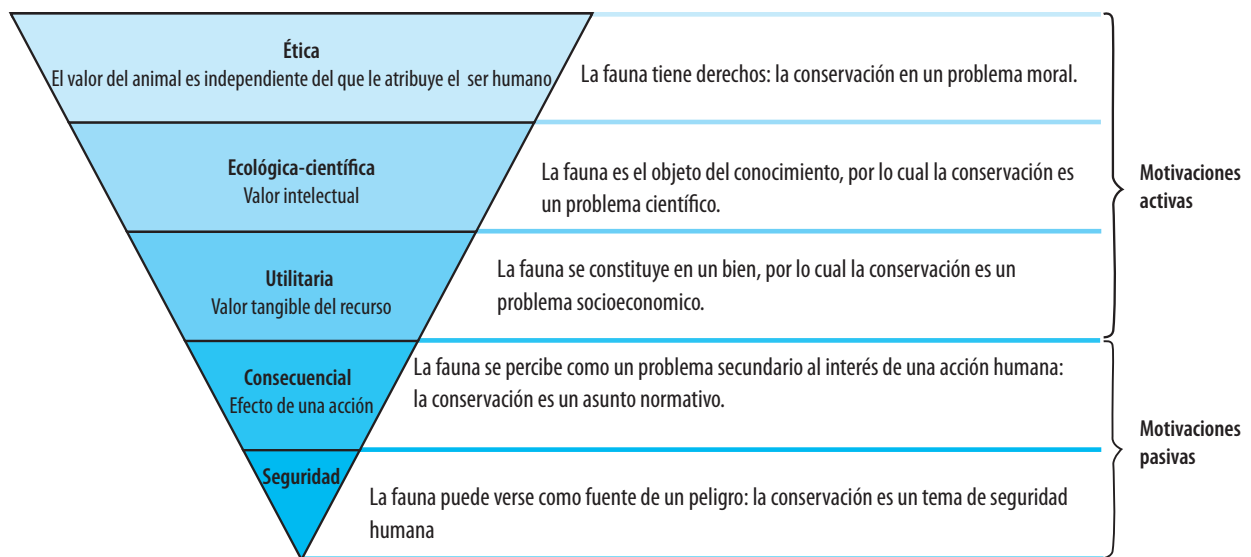 Ética
El valor del animal es independiente del que le atribuye el ser humano.
La fauna tiene derechos: la conservación en un problema moral.
Ecológica-científica
Valor intelectual
La fauna es el objeto del conocimiento, por lo cual la conservación es
un problema científico.
Motivaciones
activas
Utilitaria
Valor tangible del recurso
La fauna se constituye en un bien, por lo cual la conservación es un
problema socioeconomico.
Consecuencial
Efecto de una acción
La fauna se percibe como un problema secundario al interés de una acción humana:
la conservación es un asunto normativo.
Motivaciones
pasivas
Seguridad
La fauna puede verse como fuente de un peligro: la conservación es un tema de seguridad
humana